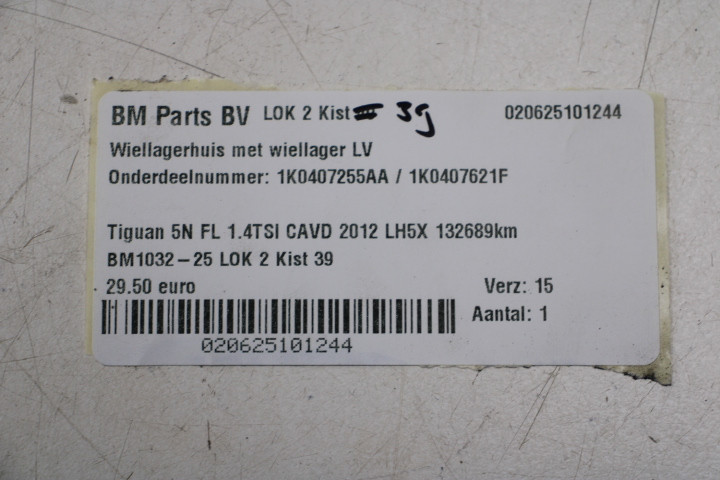 BM Parts BV LOK 2 Kist 39 020625101244
Wiellagerhuis met wiellager LV
Onderdeelnummer: 1K0407255AA / 1K0407621F
Tiguan 5N FL 1.4TSI CAVD 2012 LH5X 132689km
BM1032-25 LOK 2 Kist 39
29.50 euro Verz: 15
Aantal: 1
020625101244